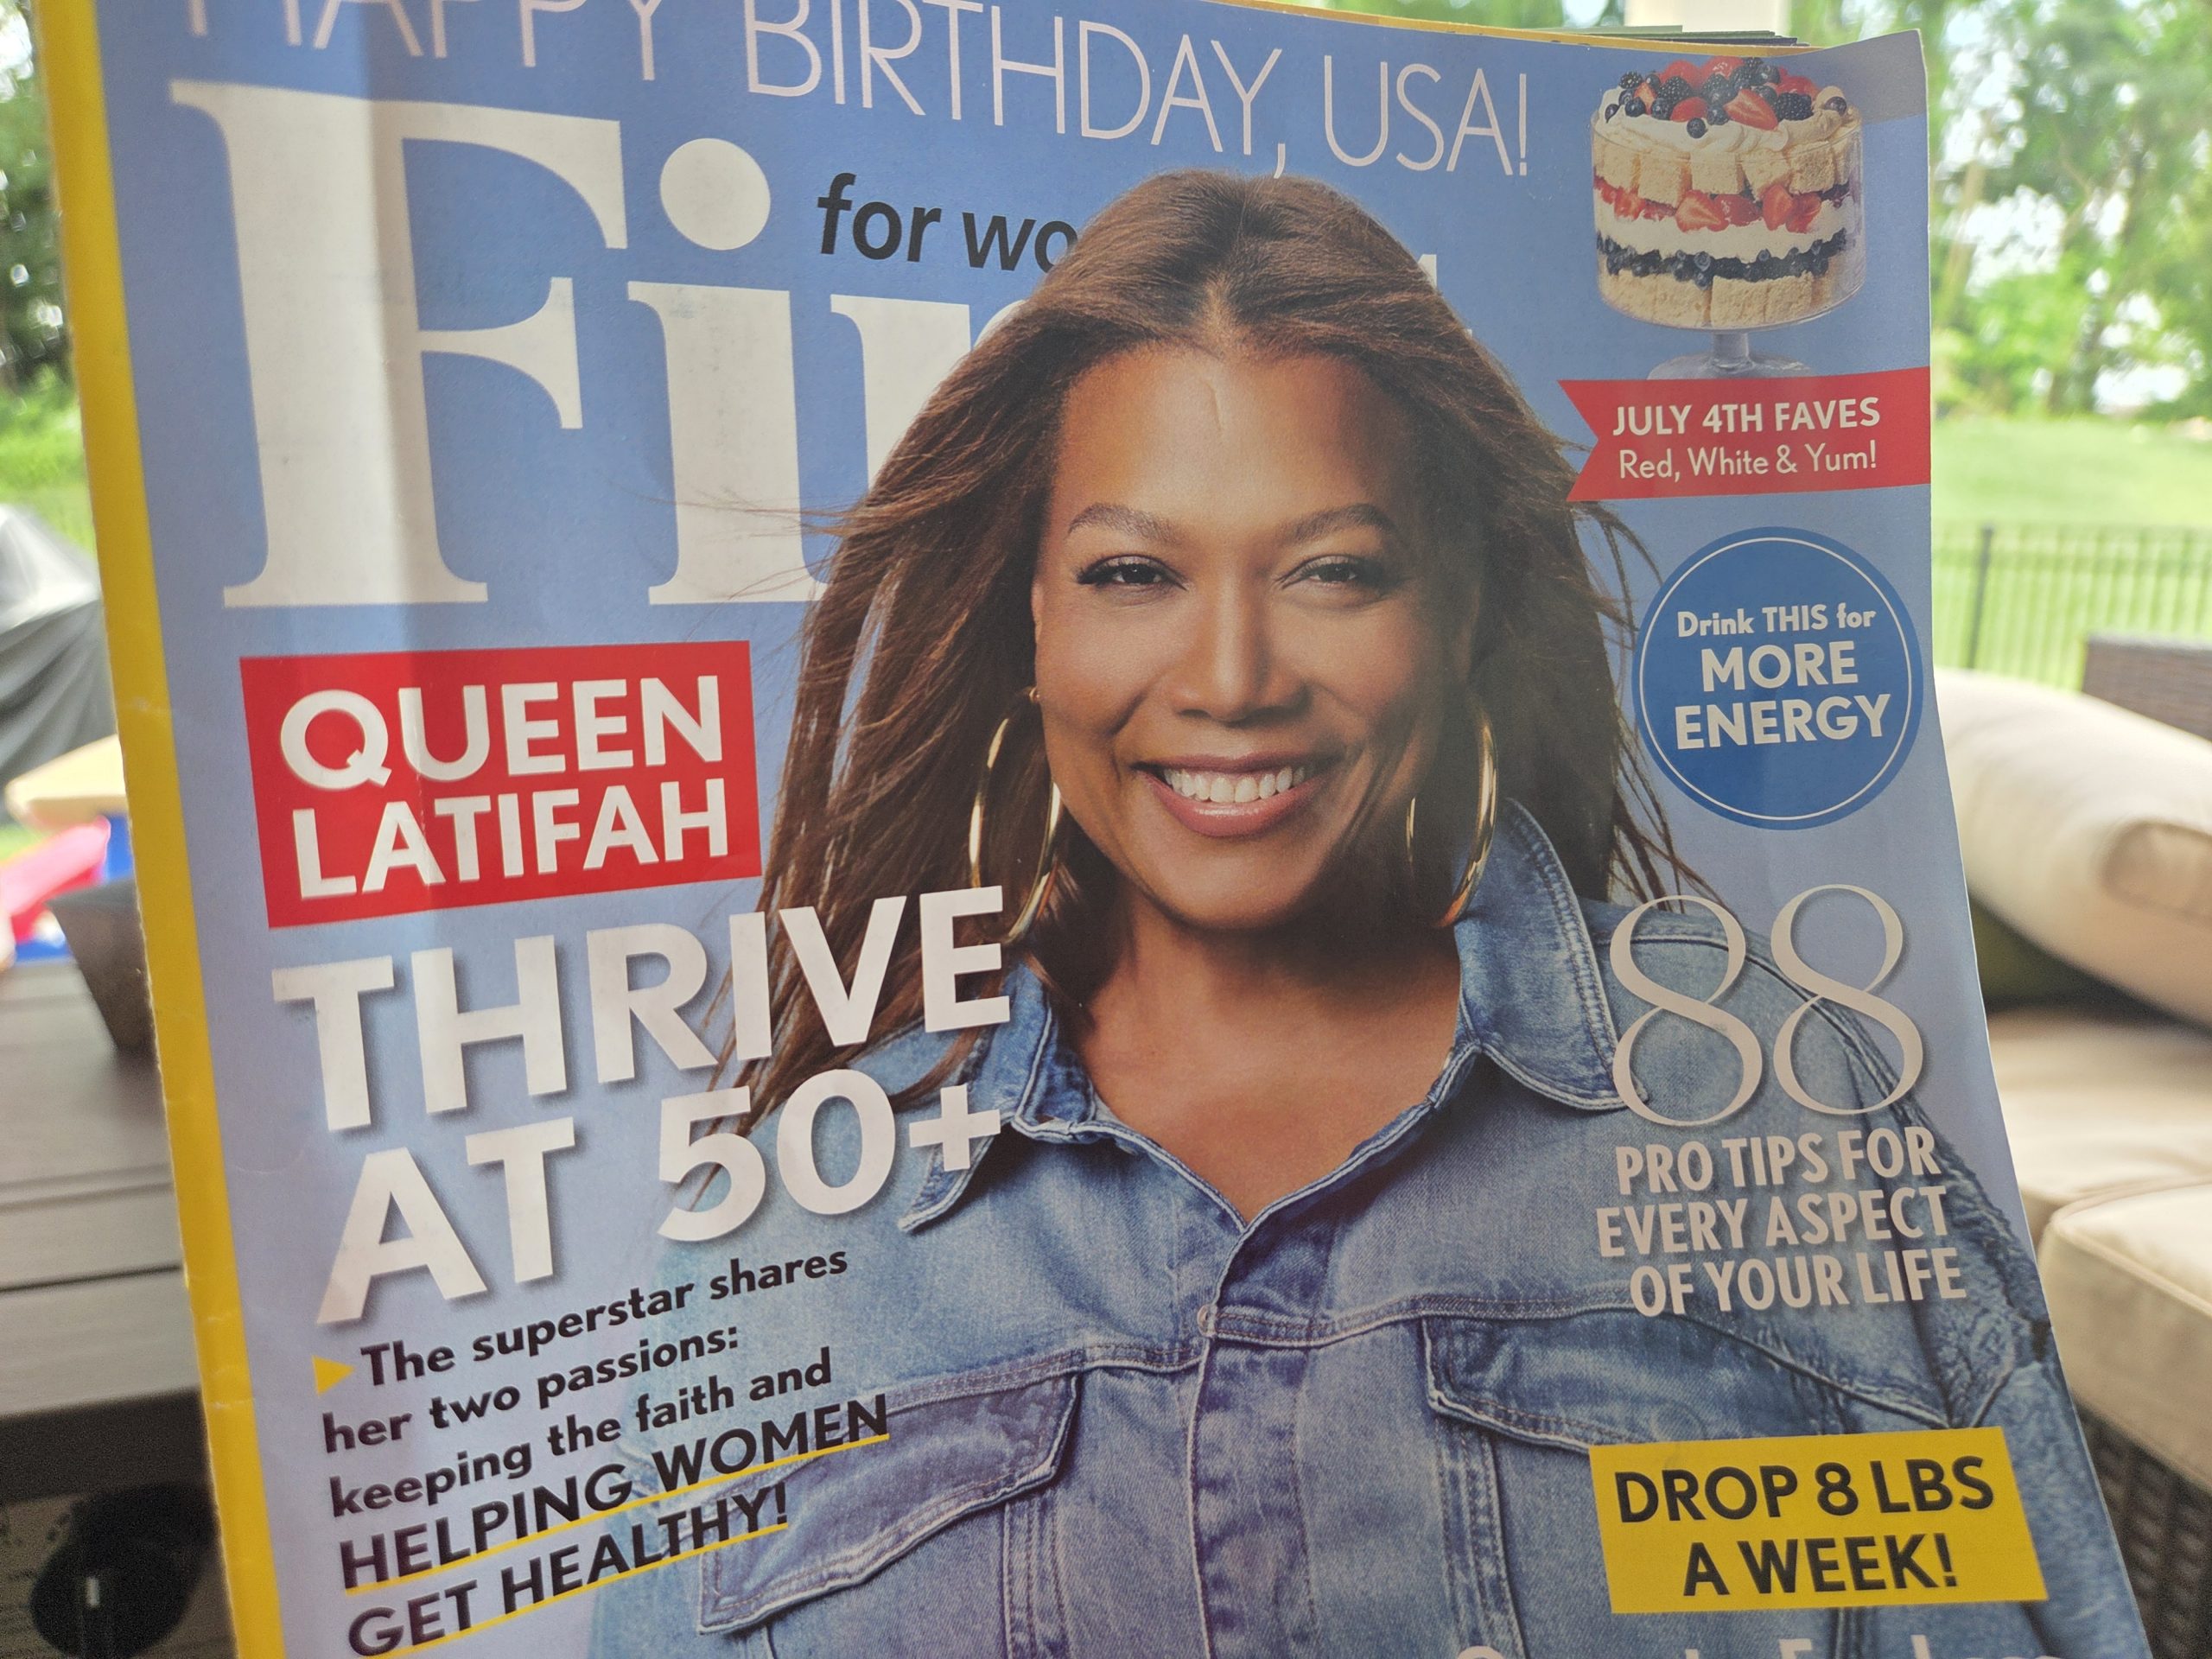 HAPPY BIRTHDAY, USA!
for
JULY 4TH FAVES
Red, White & Yum!
Drink THIS for
MORE
ENERGY
QUEEN
LATIFAH
THRIVE
AT 50+
The superstar shares
her two passions:
keeping the faith and
HELPING WOMEN
GET HEALTHY!
88
PRO TIPS FOR
EVERY ASPECT
OF YOUR LIFE
DROP 8 LBS
A WEEK!